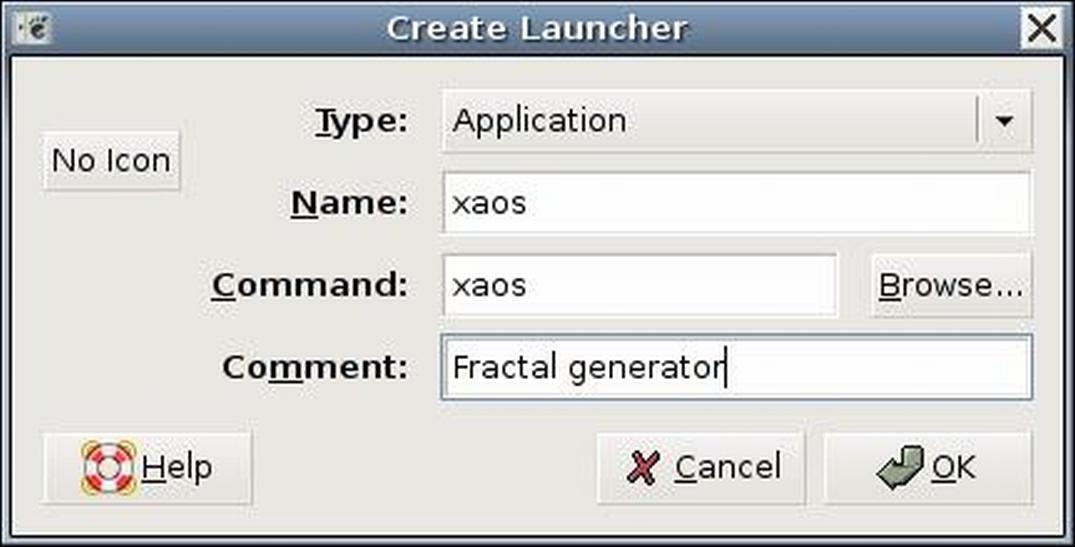 Create Launcher
No Icon
Type: Application
Name: xaos
Command: xaos Browse...
Comment: Fractal generator
Help Cancel OK